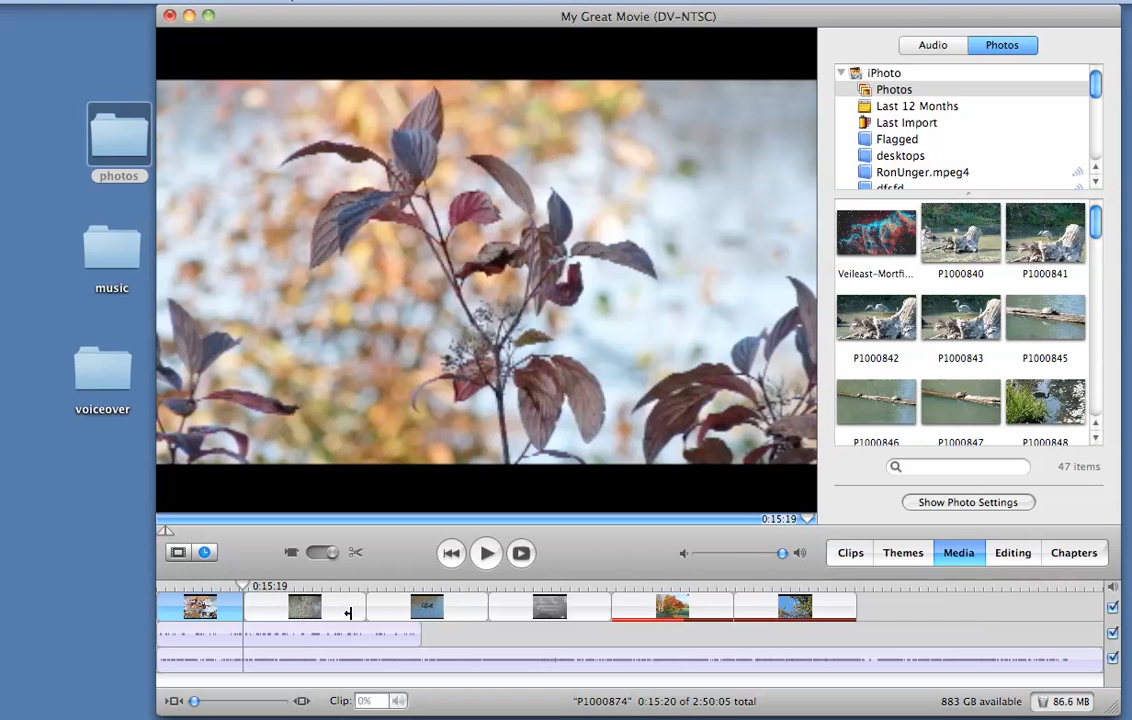 My Great Movie (DV-NTSC)
Audio
Photos
iPhoto
Photos
Last 12 Months
Last Import
Flagged
desktops
RonUnger.mpeg4
dfsfd
photos
music
voiceover
Veileast-Mortfi...
P1000840
P1000841
P1000842
P1000843
P1000845
P1000846
P1000847
P1000848
47 items
Show Photo Settings
0:15:19
Clips
Themes
Media
Editing
Chapters
0:15:19
Clip:
0%
"P1000874" | 0:15:20 of 2:50:05 total
883 GB available
86.6 MB